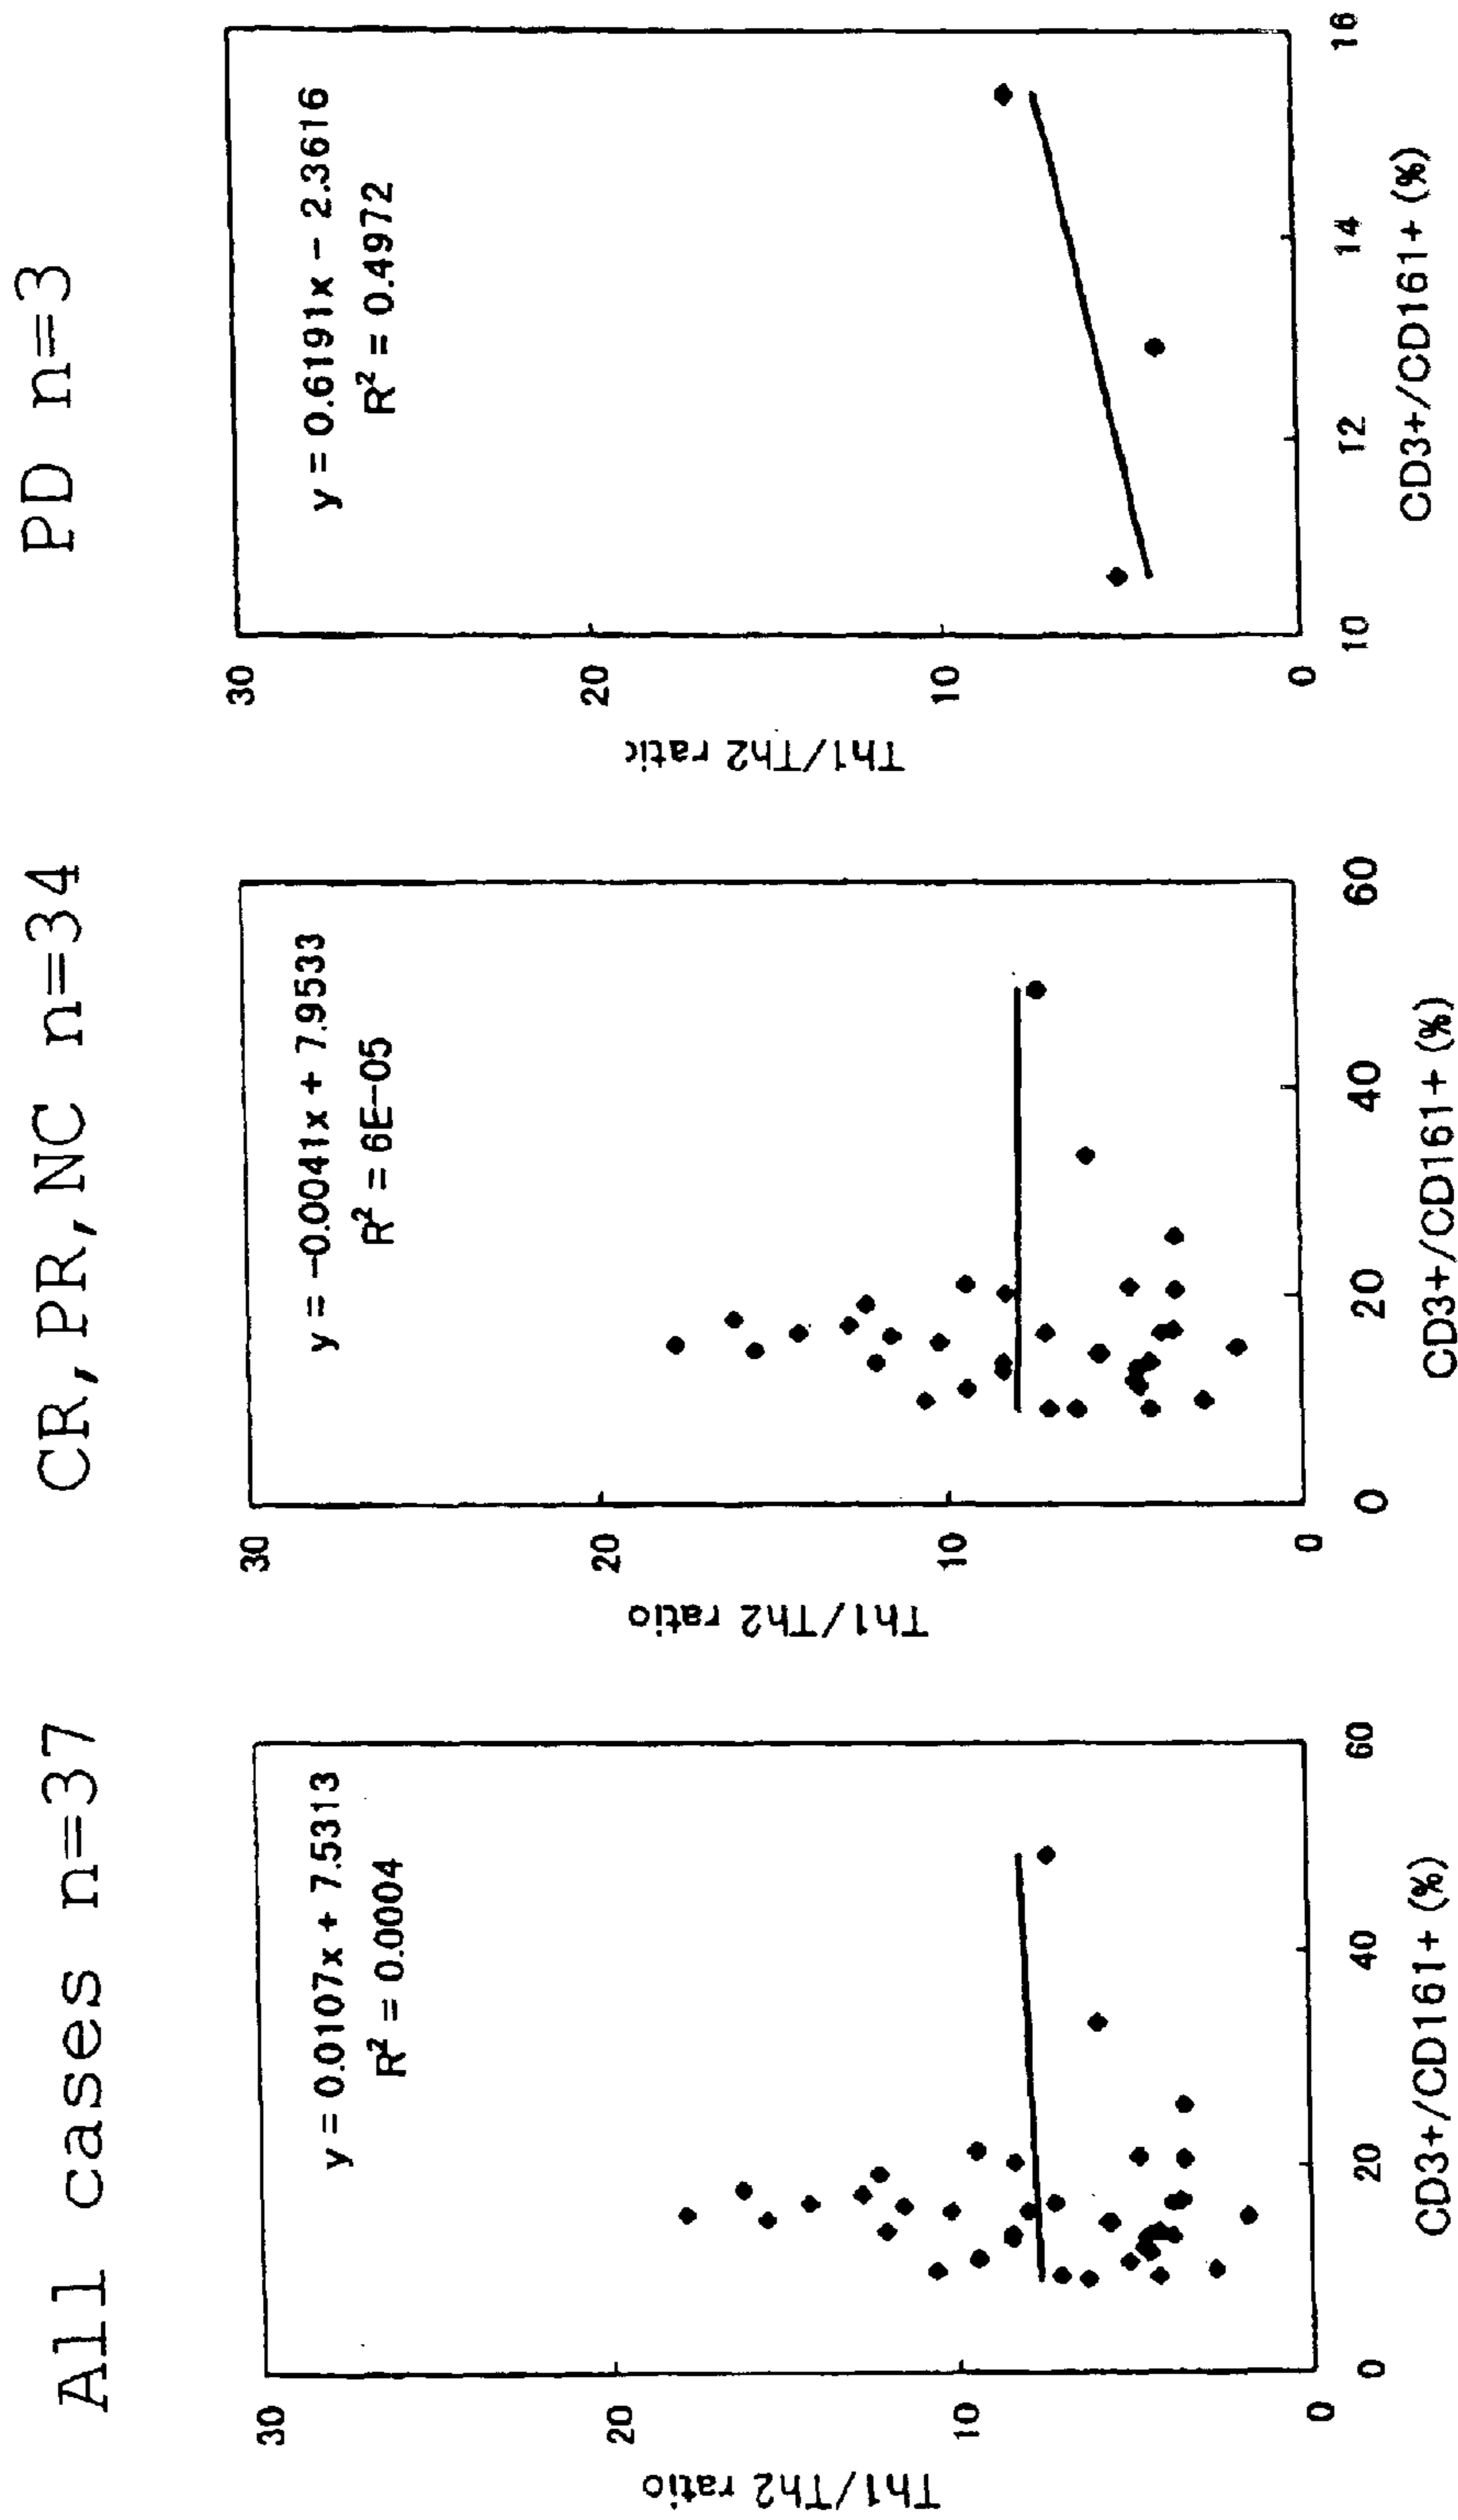 All cases n=37
y = 0.0107x + 7.5313
R² = 0.0004
30
20
10
0
Th1/Th2 ratio
0
20
40
60
CD3+/CD161+ (%)
CR, PR, NC n=34
y = -0.0041x + 7.9533
R² = 6E-05
30
20
10
0
Th1/Th2 ratio
0
20
40
60
CD3+/CD161+ (%)
PD n=3
y = 0.6191x - 2.3616
R² = 0.4972
30
20
10
0
Th1/Th2 ratio
10
12
14
16
CD3+/CD161+ (%)